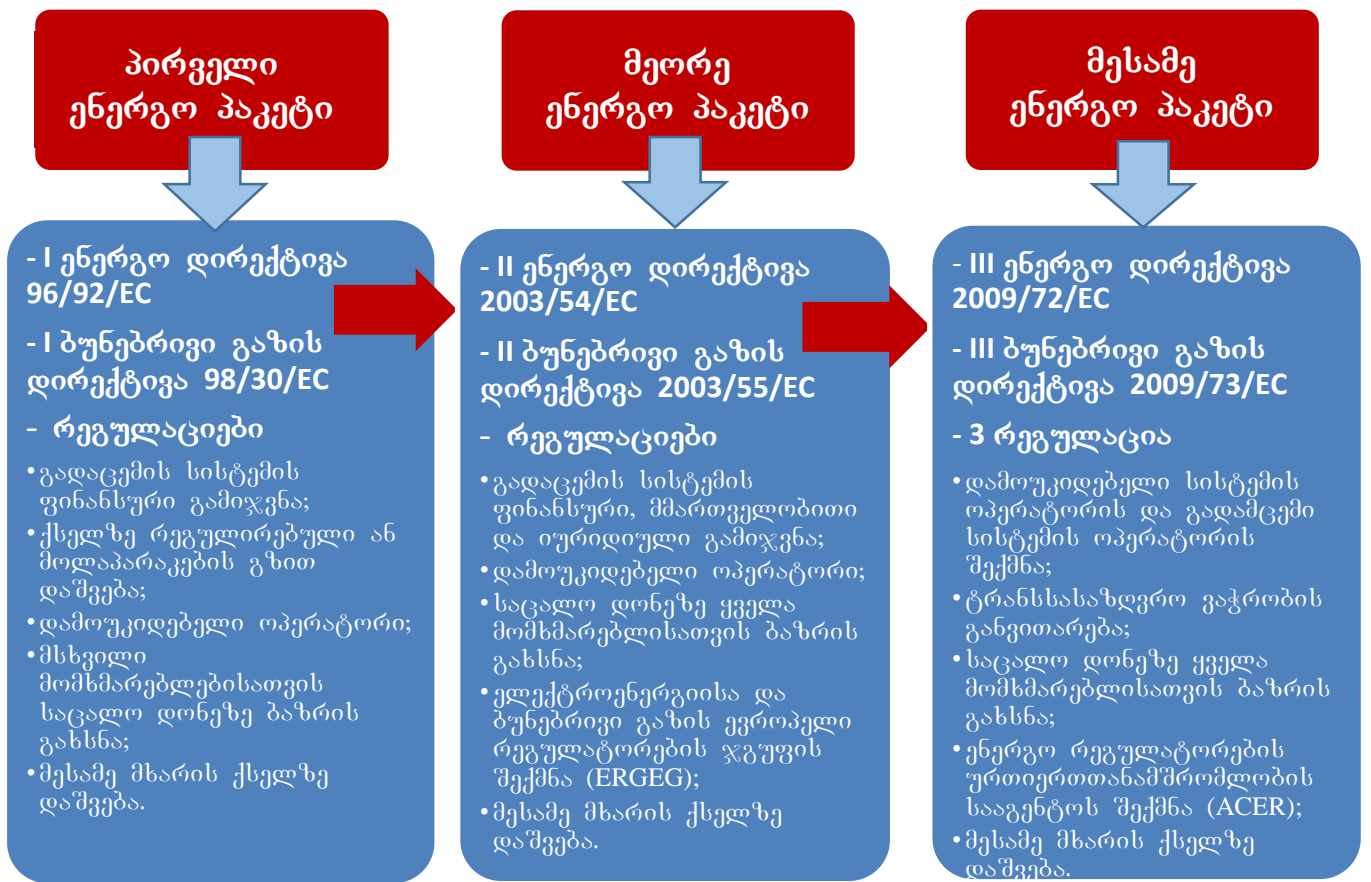 პირველი
ენერგო პაკეტი
- I ენერგო დირექტივა
96/92/EC
- I ბუნებრივი გაზის
დირექტივა 98/30/EC
- რეგულაციები
•გადაცემის სისტემის
ფინანსური გამიჯვნა;
•ქსელზე რეგულირებული ან
მოლაპარაკების გზით
დაშვება;
•დამოუკიდებელი ოპერატორი;
•მსხვილი
მომხმარებლებისათვის
საცალო დონეზე ბაზრის
გახსნა;
•მესამე მხარის ქსელზე
დაშვება.
მეორე
ენერგო პაკეტი
- II ენერგო დირექტივა
2003/54/EC
- II ბუნებრივი გაზის
დირექტივა 2003/55/EC
- რეგულაციები
•გადაცემის სისტემის
ფინანსური, მმართველობითი
და იურიდიული გამიჯვნა;
•დამოუკიდებელი ოპერატორი;
•საცალო დონეზე ყველა
მომხმარებლისათვის ბაზრის
გახსნა;
•ელექტროენერგიისა და
ბუნებრივი გაზის ევროპელი
რეგულატორების ჯგუფის
შექმნა (ERGEG);
•მესამე მხარის ქსელზე
დაშვება.
მესამე
ენერგო პაკეტი
- III ენერგო დირექტივა
2009/72/EC
- III ბუნებრივი გაზის
დირექტივა 2009/73/EC
- 3 რეგულაცია
•დამოუკიდებელი სისტემის
ოპერატორის და გადამცემი
სისტემის ოპერატორის
შექმნა;
•ტრანსსასაზღვრო ვაჭრობის
განვითარება;
•საცალო დონეზე ყველა
მომხმარებლისათვის ბაზრის
გახსნა;
•ენერგო რეგულატორების
ურთიერთთანამშრომლობის
სააგენტოს შექმნა (ACER);
•მესამე მხარის ქსელზე
დაშვება.